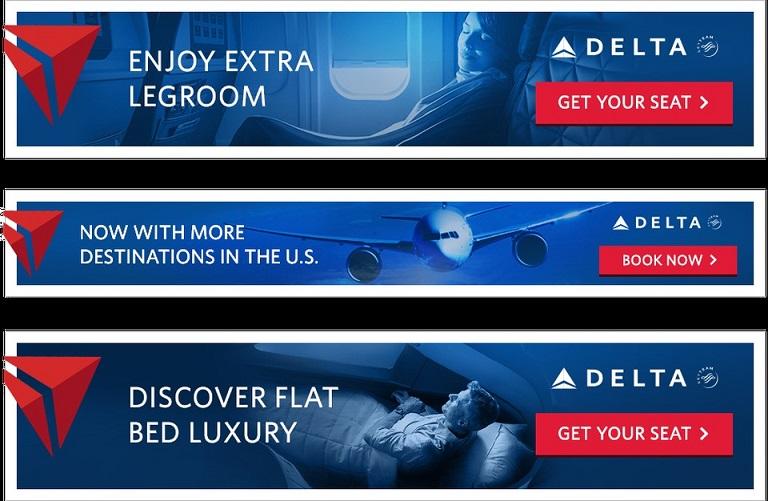 ENJOY EXTRA
LEGROOM
DELTA
GET YOUR SEAT >
NOW WITH MORE
DESTINATIONS IN THE U.S.
DELTA
BOOK NOW >
DISCOVER FLAT
BED LUXURY
DELTA
GET YOUR SEAT >